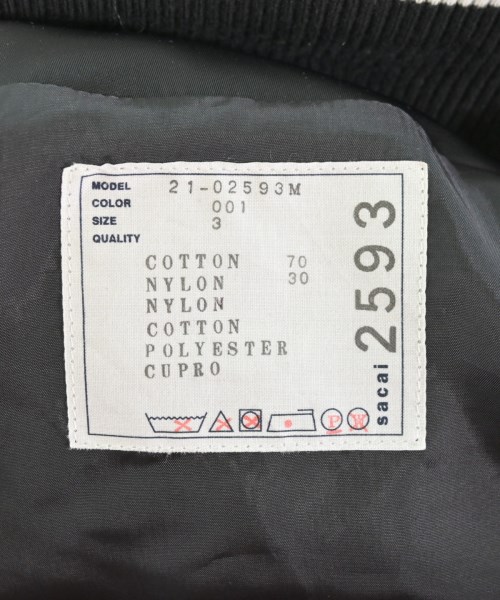 MODEL 21-02593M
COLOR 001
SIZE 3
QUALITY
COTTON 70
NYLON 30
NYLON
COTTON
POLYESTER
CUPRO
P W
sacai 2593